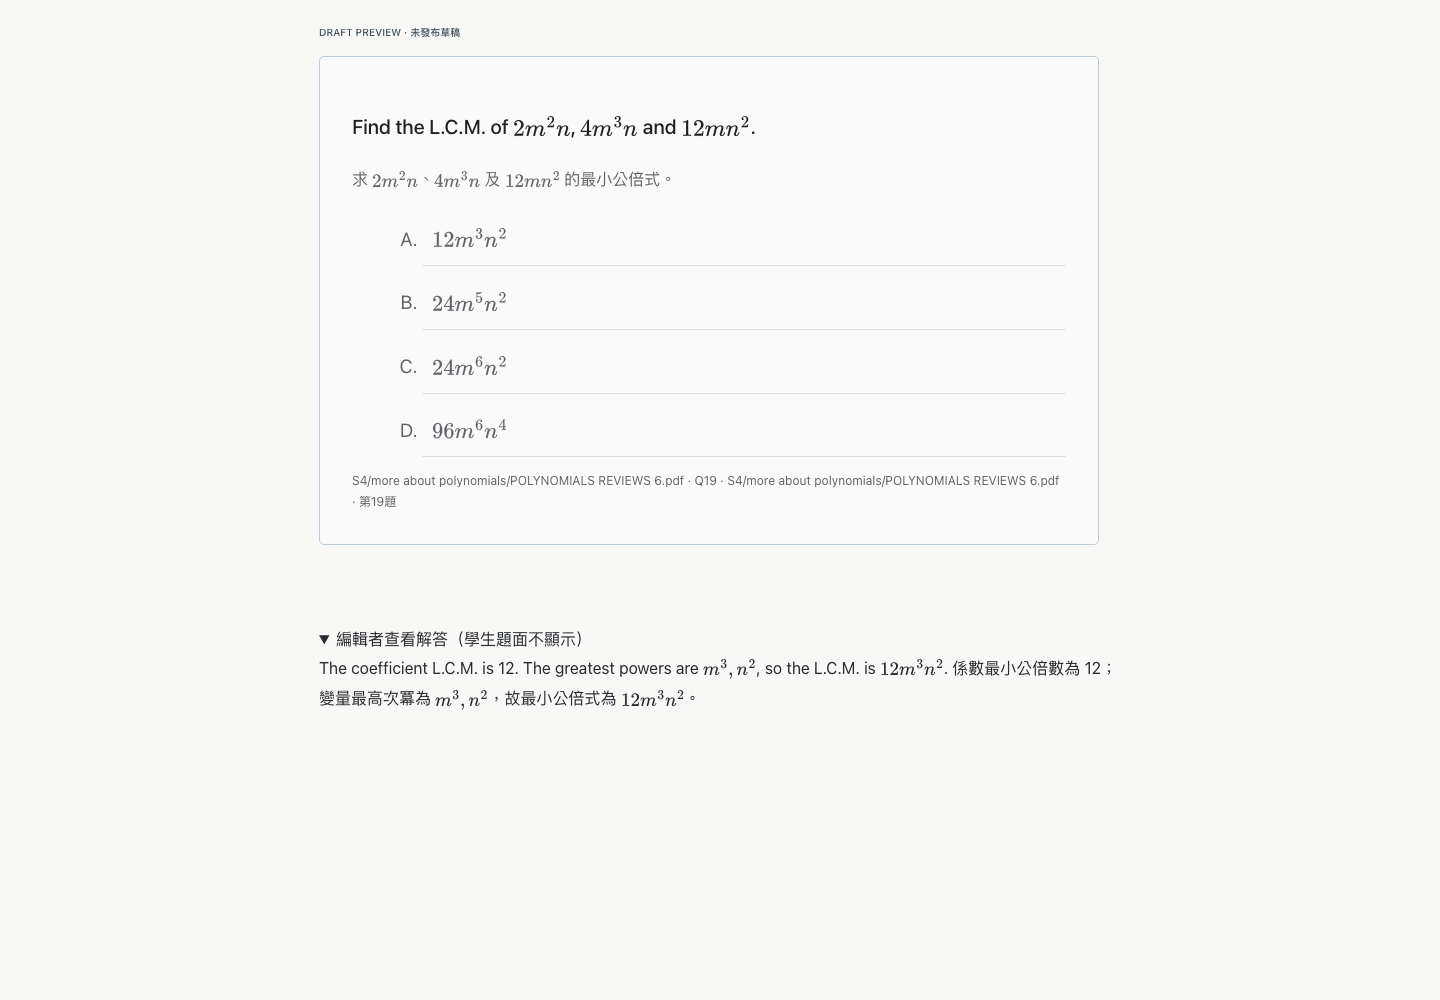 DRAFT PREVIEW · 未發布草稿
Find the L.C.M. of 2m²n, 4m³n and 12mn².
求 2m²n、4m³n 及 12mn² 的最小公倍式。
A. 12m³n²
B. 24m⁵n²
C. 24m⁶n²
D. 96m⁶n⁴
S4/more about polynomials/POLYNOMIALS REVIEWS 6.pdf · Q19 · S4/more about polynomials/POLYNOMIALS REVIEWS 6.pdf
· 第19題
▼ 編輯者查看解答（學生題面不顯示）
The coefficient L.C.M. is 12. The greatest powers are m³, n², so the L.C.M. is 12m³n². 係數最小公倍數為 12；
變量最高次冪為 m³, n²，故最小公倍式為 12m³n²。